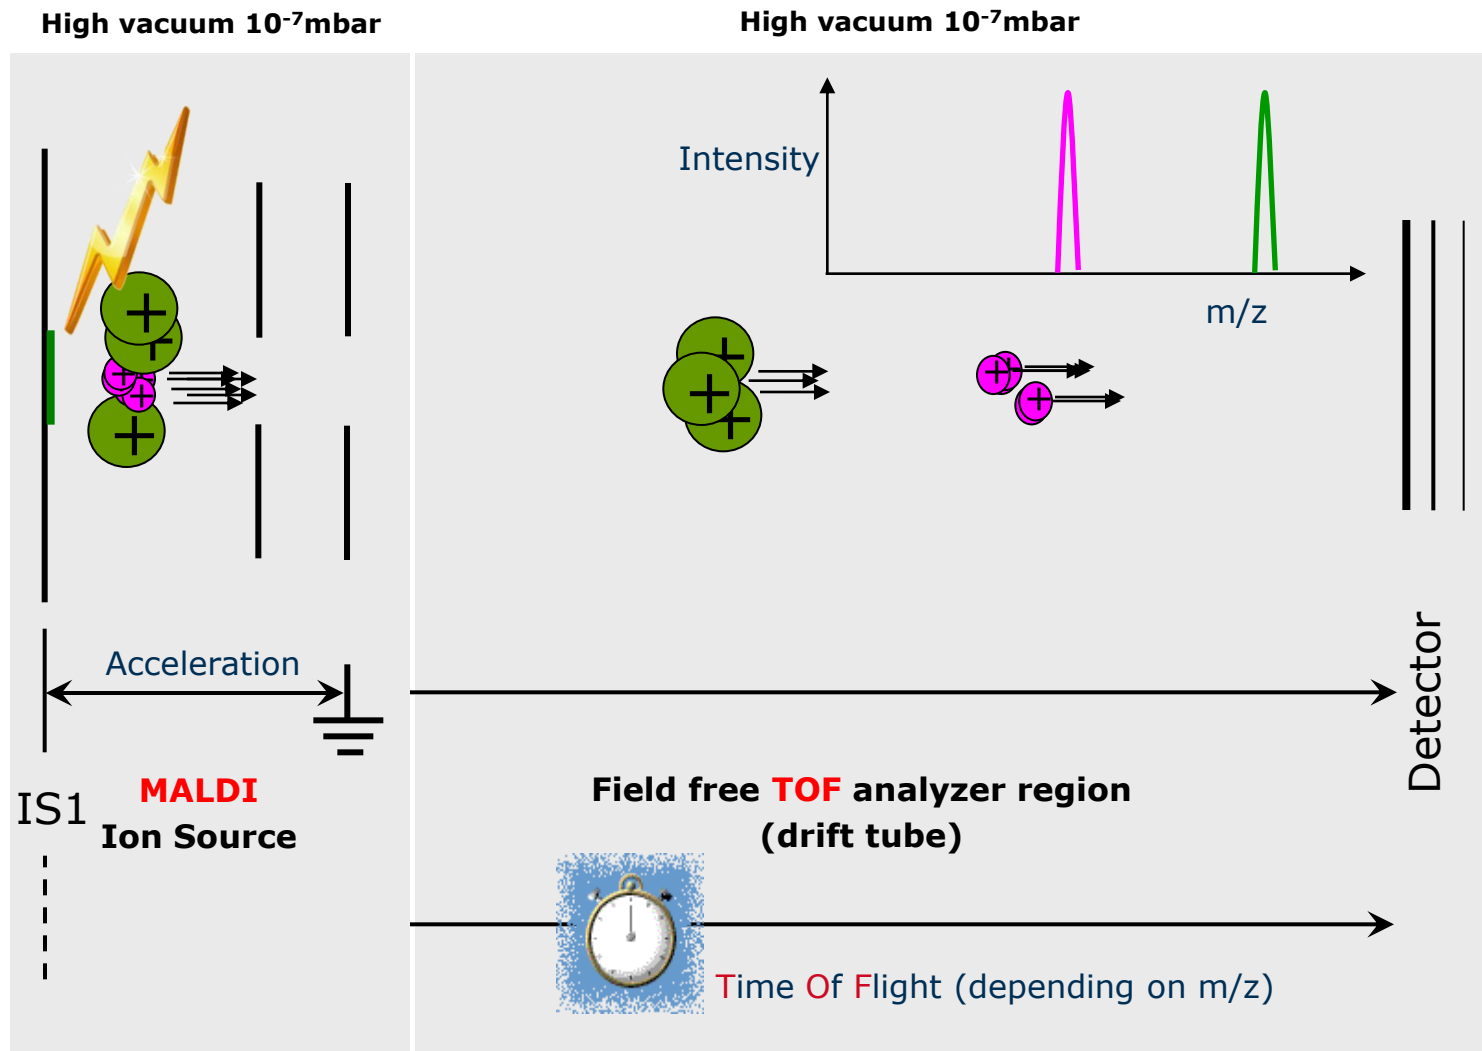 High vacuum 10⁻⁷mbar
High vacuum 10⁻⁷mbar
Intensity
m/z
+
+
+
+
+
+
+
+
+
+
Acceleration
Detector
IS1
MALDI
Ion Source
Field free TOF analyzer region
(drift tube)
Time Of Flight (depending on m/z)